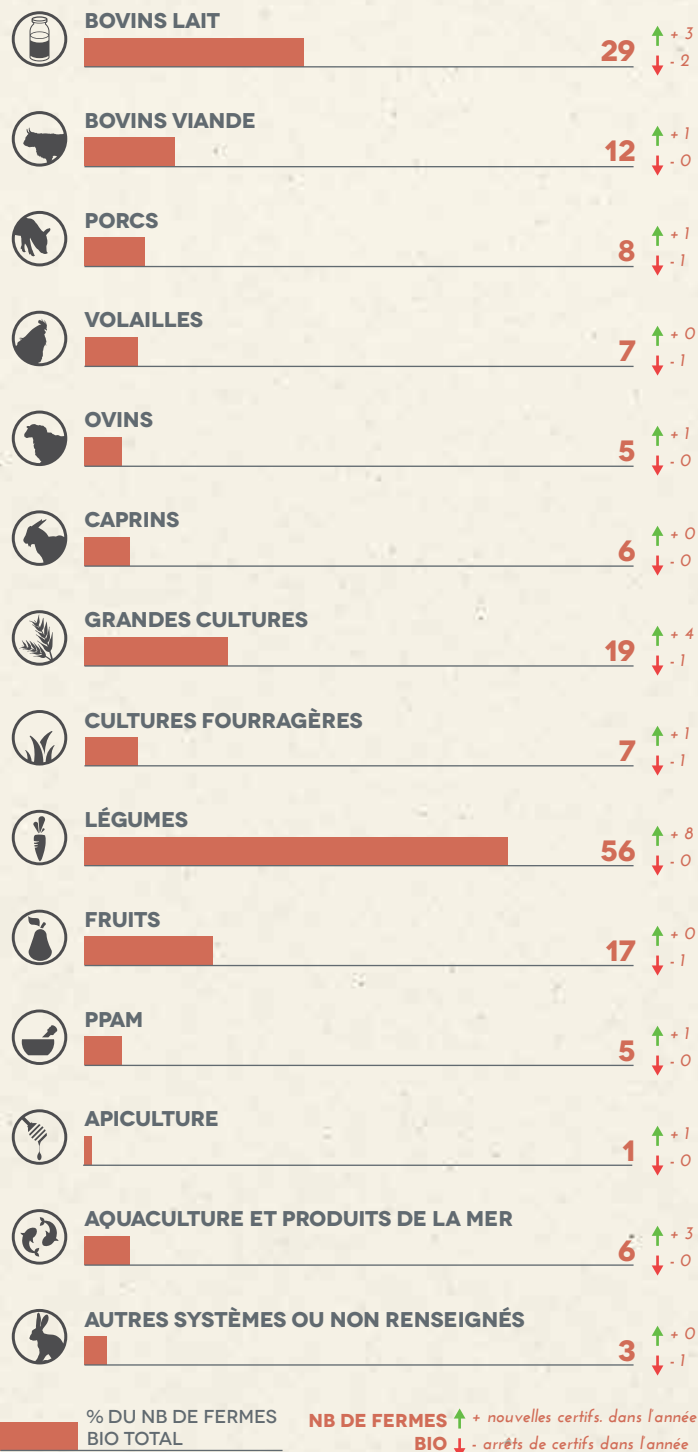 BOVINS LAIT
29
+ 3
- 2
BOVINS VIANDE
12
+ 1
- 0
PORCS
8
+ 1
- 1
VOLAILLES
7
+ 0
- 1
OVINS
5
+ 1
- 0
CAPRINS
6
+ 0
- 0
GRANDES CULTURES
19
+ 4
- 1
CULTURES FOURRAGÈRES
7
+ 1
- 1
LÉGUMES
56
+ 8
- 0
FRUITS
17
+ 0
- 1
PPAM
5
+ 1
- 0
APICULTURE
1
+ 1
- 0
AQUACULTURE ET PRODUITS DE LA MER
6
+ 3
- 0
AUTRES SYSTÈMES OU NON RENSEIGNÉS
3
+ 0
- 1
% DU NB DE FERMES
BIO TOTAL
NB DE FERMES
BIO
+ nouvelles certifs. dans l'année
- arrêts de certifs dans l'année